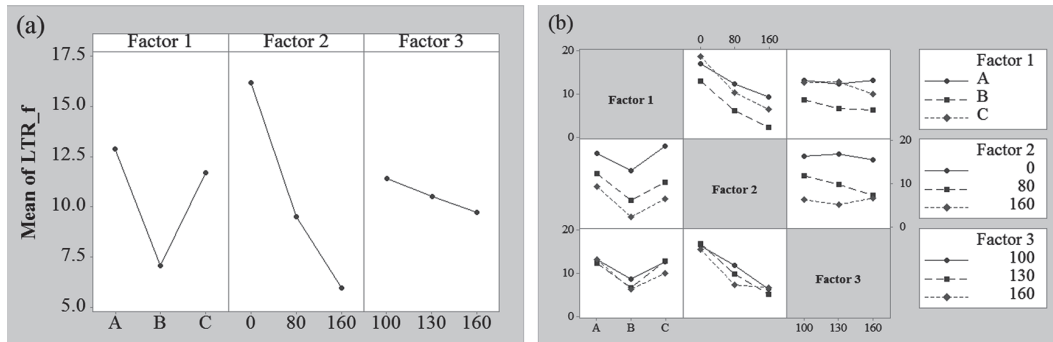 (a)
Factor 1 Factor 2 Factor 3
17.5
15.0
12.5
10.0
7.5
5.0
Mean of LTR_f
A B C 0 80 160 100 130 160
(b)
0 80 160
20
10
0
Factor 1
Factor 1
A
B
C
20
10
0
Factor 2
Factor 2
0
80
160
20
10
0
Factor 3
Factor 3
100
130
160
A B C 100 130 160